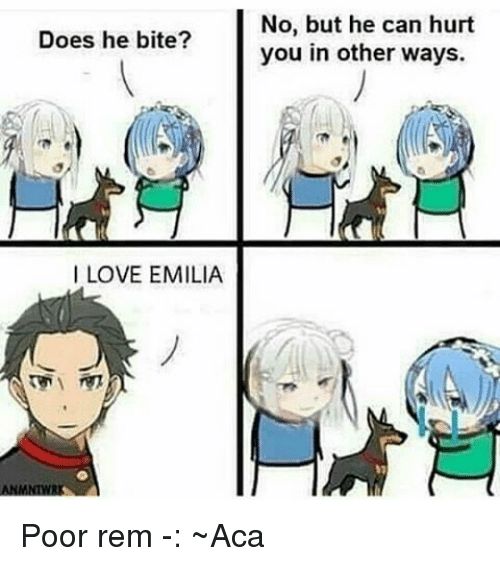 Does he bite?
No, but he can hurt
you in other ways.
I LOVE EMILIA
ANMNTWRK
Poor rem -: ~Aca